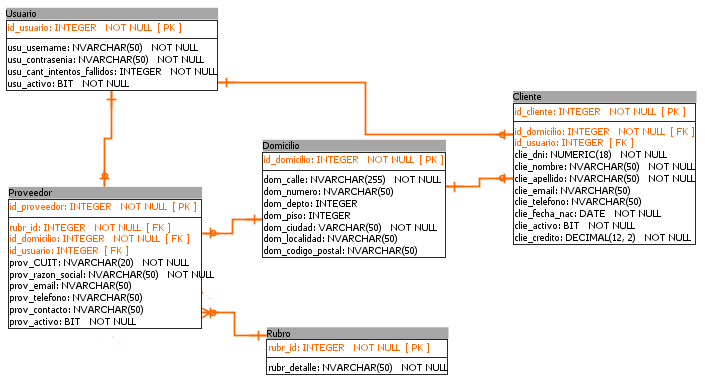 Usuario
id_usuario: INTEGER NOT NULL [ PK ]
usu_username: NVARCHAR(50) NOT NULL
usu_contrasenia: NVARCHAR(50) NOT NULL
usu_cant_intentos_fallidos: INTEGER NOT NULL
usu_activo: BIT NOT NULL
Cliente
id_cliente: INTEGER NOT NULL [ PK ]
id_domicilio: INTEGER NOT NULL [ FK ]
id_usuario: INTEGER [ FK ]
clie_dni: NUMERIC(18) NOT NULL
clie_nombre: NVARCHAR(50) NOT NULL
clie_apellido: NVARCHAR(50) NOT NULL
clie_email: NVARCHAR(50)
clie_telefono: NVARCHAR(50)
clie_fecha_nac: DATE NOT NULL
clie_activo: BIT NOT NULL
clie_credito: DECIMAL(12, 2) NOT NULL
Domicilio
id_domicilio: INTEGER NOT NULL [ PK ]
dom_calle: NVARCHAR(255) NOT NULL
dom_numero: NVARCHAR(50)
dom_depto: INTEGER
dom_piso: INTEGER
dom_ciudad: VARCHAR(50) NOT NULL
dom_localidad: NVARCHAR(50)
dom_codigo_postal: NVARCHAR(50)
Proveedor
id_proveedor: INTEGER NOT NULL [ PK ]
rubr_id: INTEGER NOT NULL [ FK ]
id_domicilio: INTEGER NOT NULL [ FK ]
id_usuario: INTEGER [ FK ]
prov_CUIT: NVARCHAR(20) NOT NULL
prov_razon_social: NVARCHAR(50) NOT NULL
prov_email: NVARCHAR(50)
prov_telefono: NVARCHAR(50)
prov_contacto: NVARCHAR(50)
prov_activo: BIT NOT NULL
Rubro
rubr_id: INTEGER NOT NULL [ PK ]
rubr_detalle: NVARCHAR(50) NOT NULL